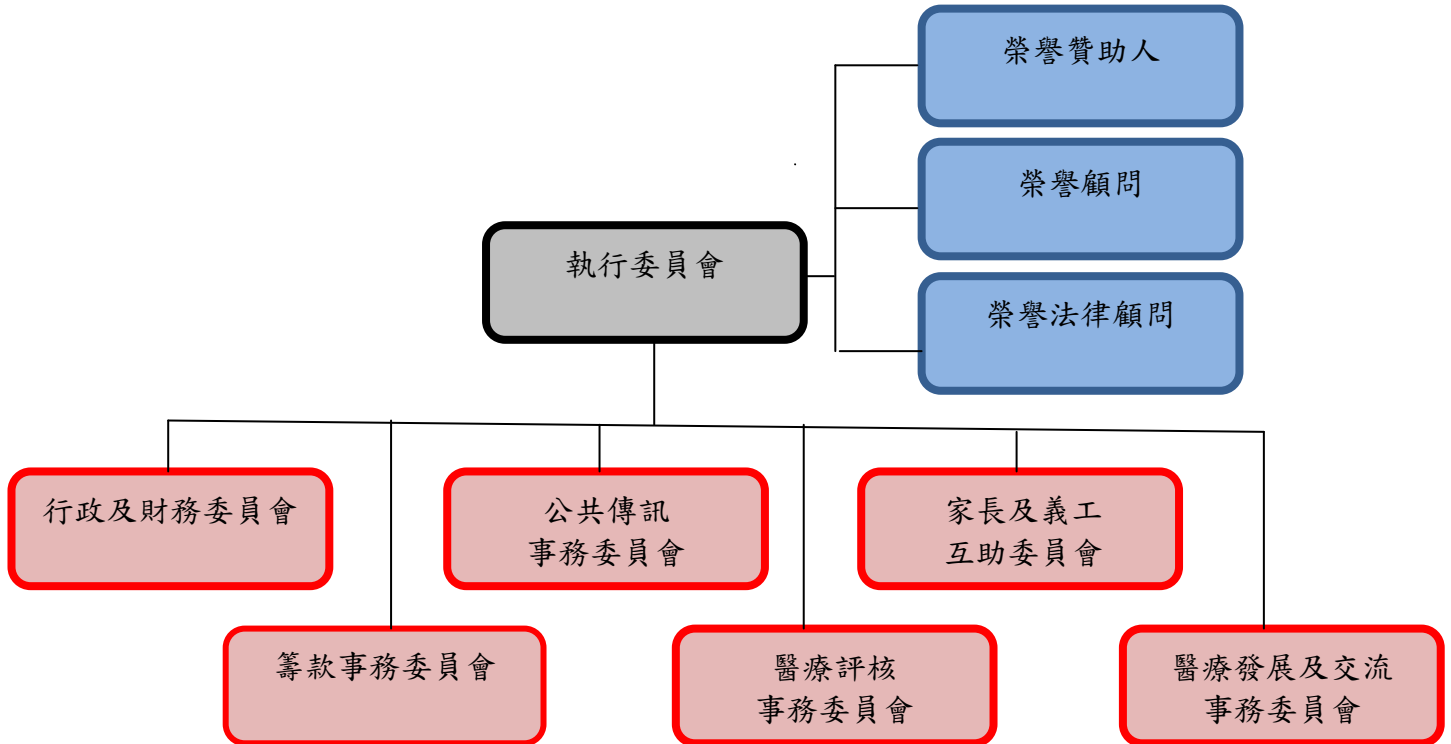 榮譽贊助人
榮譽顧問
執行委員會
榮譽法律顧問
行政及財務委員會
公共傳訊
事務委員會
家長及義工
互助委員會
籌款事務委員會
醫療評核
事務委員會
醫療發展及交流
事務委員會